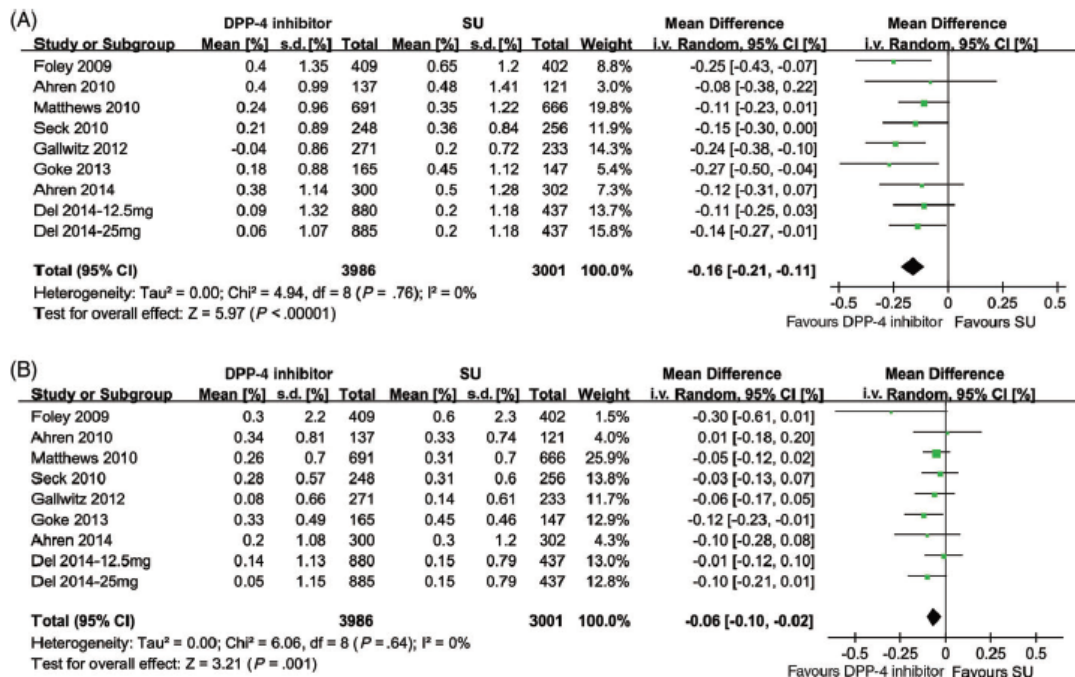 (A)
DPP-4 inhibitor SU Mean Difference Mean Difference
Study or Subgroup Mean [%] s.d. [%] Total Mean [%] s.d. [%] Total Weight i.v. Random, 95% CI [%] i.v. Random, 95% CI [%]
Foley 2009 0.4 1.35 409 0.65 1.2 402 8.8% -0.25 [-0.43, -0.07]
Ahren 2010 0.4 0.99 137 0.48 1.41 121 3.0% -0.08 [-0.38, 0.22]
Matthews 2010 0.24 0.96 691 0.35 1.22 666 19.8% -0.11 [-0.23, 0.01]
Seck 2010 0.21 0.89 248 0.36 0.84 256 11.9% -0.15 [-0.30, 0.00]
Gallwitz 2012 -0.04 0.86 271 0.2 0.72 233 14.3% -0.24 [-0.38, -0.10]
Goke 2013 0.18 0.88 165 0.45 1.12 147 5.4% -0.27 [-0.50, -0.04]
Ahren 2014 0.38 1.14 300 0.5 1.28 302 7.3% -0.12 [-0.31, 0.07]
Del 2014-12.5mg 0.09 1.32 880 0.2 1.18 437 13.7% -0.11 [-0.25, 0.03]
Del 2014-25mg 0.06 1.07 885 0.2 1.18 437 15.8% -0.14 [-0.27, -0.01]
Total (95% CI) 3986 3001 100.0% -0.16 [-0.21, -0.11]
Heterogeneity: Tau² = 0.00; Chi² = 4.94, df = 8 (P = .76); I² = 0%
Test for overall effect: Z = 5.97 (P < .00001)
-0.5 -0.25 0 0.25 0.5
Favours DPP-4 inhibitor Favours SU
(B)
DPP-4 inhibitor SU Mean Difference Mean Difference
Study or Subgroup Mean [%] s.d. [%] Total Mean [%] s.d. [%] Total Weight i.v. Random, 95% CI [%] i.v. Random, 95% CI [%]
Foley 2009 0.3 2.2 409 0.6 2.3 402 1.5% -0.30 [-0.61, 0.01]
Ahren 2010 0.34 0.81 137 0.33 0.74 121 4.0% 0.01 [-0.18, 0.20]
Matthews 2010 0.26 0.7 691 0.31 0.7 666 25.9% -0.05 [-0.12, 0.02]
Seck 2010 0.28 0.57 248 0.31 0.6 256 13.8% -0.03 [-0.13, 0.07]
Gallwitz 2012 0.08 0.66 271 0.14 0.61 233 11.7% -0.06 [-0.17, 0.05]
Goke 2013 0.33 0.49 165 0.45 0.46 147 12.9% -0.12 [-0.23, -0.01]
Ahren 2014 0.2 1.08 300 0.3 1.2 302 4.3% -0.10 [-0.28, 0.08]
Del 2014-12.5mg 0.14 1.13 880 0.15 0.79 437 13.0% -0.01 [-0.12, 0.10]
Del 2014-25mg 0.05 1.15 885 0.15 0.79 437 12.8% -0.10 [-0.21, 0.01]
Total (95% CI) 3986 3001 100.0% -0.06 [-0.10, -0.02]
Heterogeneity: Tau² = 0.00; Chi² = 6.06, df = 8 (P = .64); I² = 0%
Test for overall effect: Z = 3.21 (P = .001)
-0.5 -0.25 0 0.25 0.5
Favours DPP-4 inhibitor Favours SU